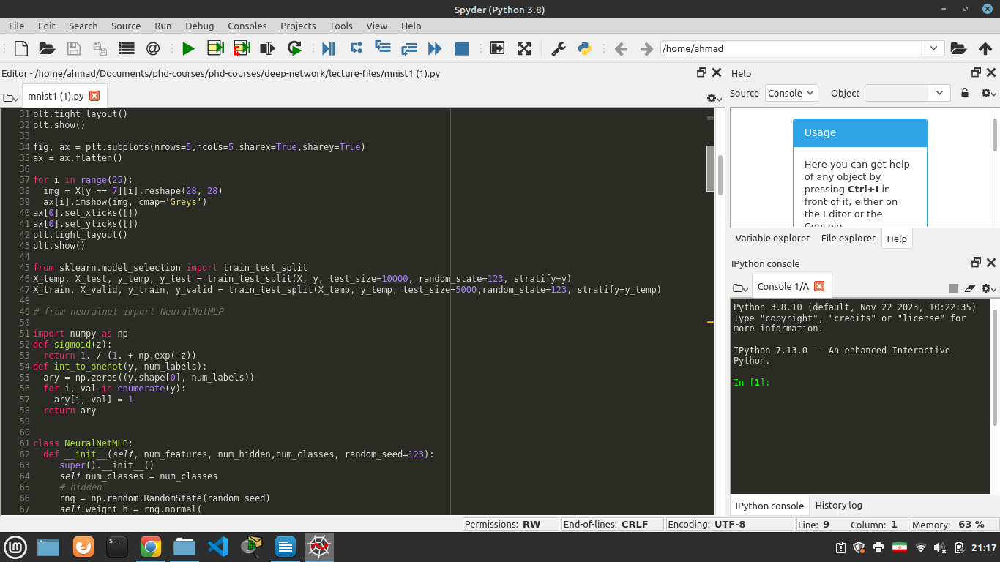 Spyder (Python 3.8)
File Edit Search Source Run Debug Consoles Projects Tools View Help
/home/ahmad
Editor - /home/ahmad/Documents/phd-courses/phd-courses/deep-network/lecture-files/mnist1 (1).py
mnist1 (1).py
31 plt.tight_layout()
32 plt.show()
33
34 fig, ax = plt.subplots(nrows=5,ncols=5,sharex=True,sharey=True)
35 ax = ax.flatten()
36
37 for i in range(25):
38   img = X[y == 7][i].reshape(28, 28)
39   ax[i].imshow(img, cmap='Greys')
40 ax[0].set_xticks([])
41 ax[0].set_yticks([])
42 plt.tight_layout()
43 plt.show()
44
45 from sklearn.model_selection import train_test_split
46 X_temp, X_test, y_temp, y_test = train_test_split(X, y, test_size=10000, random_state=123, stratify=y)
47 X_train, X_valid, y_train, y_valid = train_test_split(X_temp, y_temp, test_size=5000,random_state=123, stratify=y_temp)
48
49 # from neuralnet import NeuralNetMLP
50
51 import numpy as np
52 def sigmoid(z):
53   return 1. / (1. + np.exp(-z))
54 def int_to_onehot(y, num_labels):
55   ary = np.zeros((y.shape[0], num_labels))
56   for i, val in enumerate(y):
57     ary[i, val] = 1
58   return ary
59
60
61 class NeuralNetMLP:
62   def __init__(self, num_features, num_hidden,num_classes, random_seed=123):
63      super().__init__()
64      self.num_classes = num_classes
65      # hidden
66      rng = np.random.RandomState(random_seed)
67      self.weight_h = rng.normal(
Help
Source Console Object
Usage
Here you can get help
of any object by
pressing Ctrl+I in
front of it, either on
the Editor or the
Console.
Variable explorer File explorer Help
IPython console
Console 1/A
Python 3.8.10 (default, Nov 22 2023, 10:22:35)
Type "copyright", "credits" or "license" for
more information.
IPython 7.13.0 -- An enhanced Interactive
Python.
In [1]:
IPython console History log
Permissions: RW End-of-lines: CRLF Encoding: UTF-8 Line: 9 Column: 1 Memory: 63 %
21:17